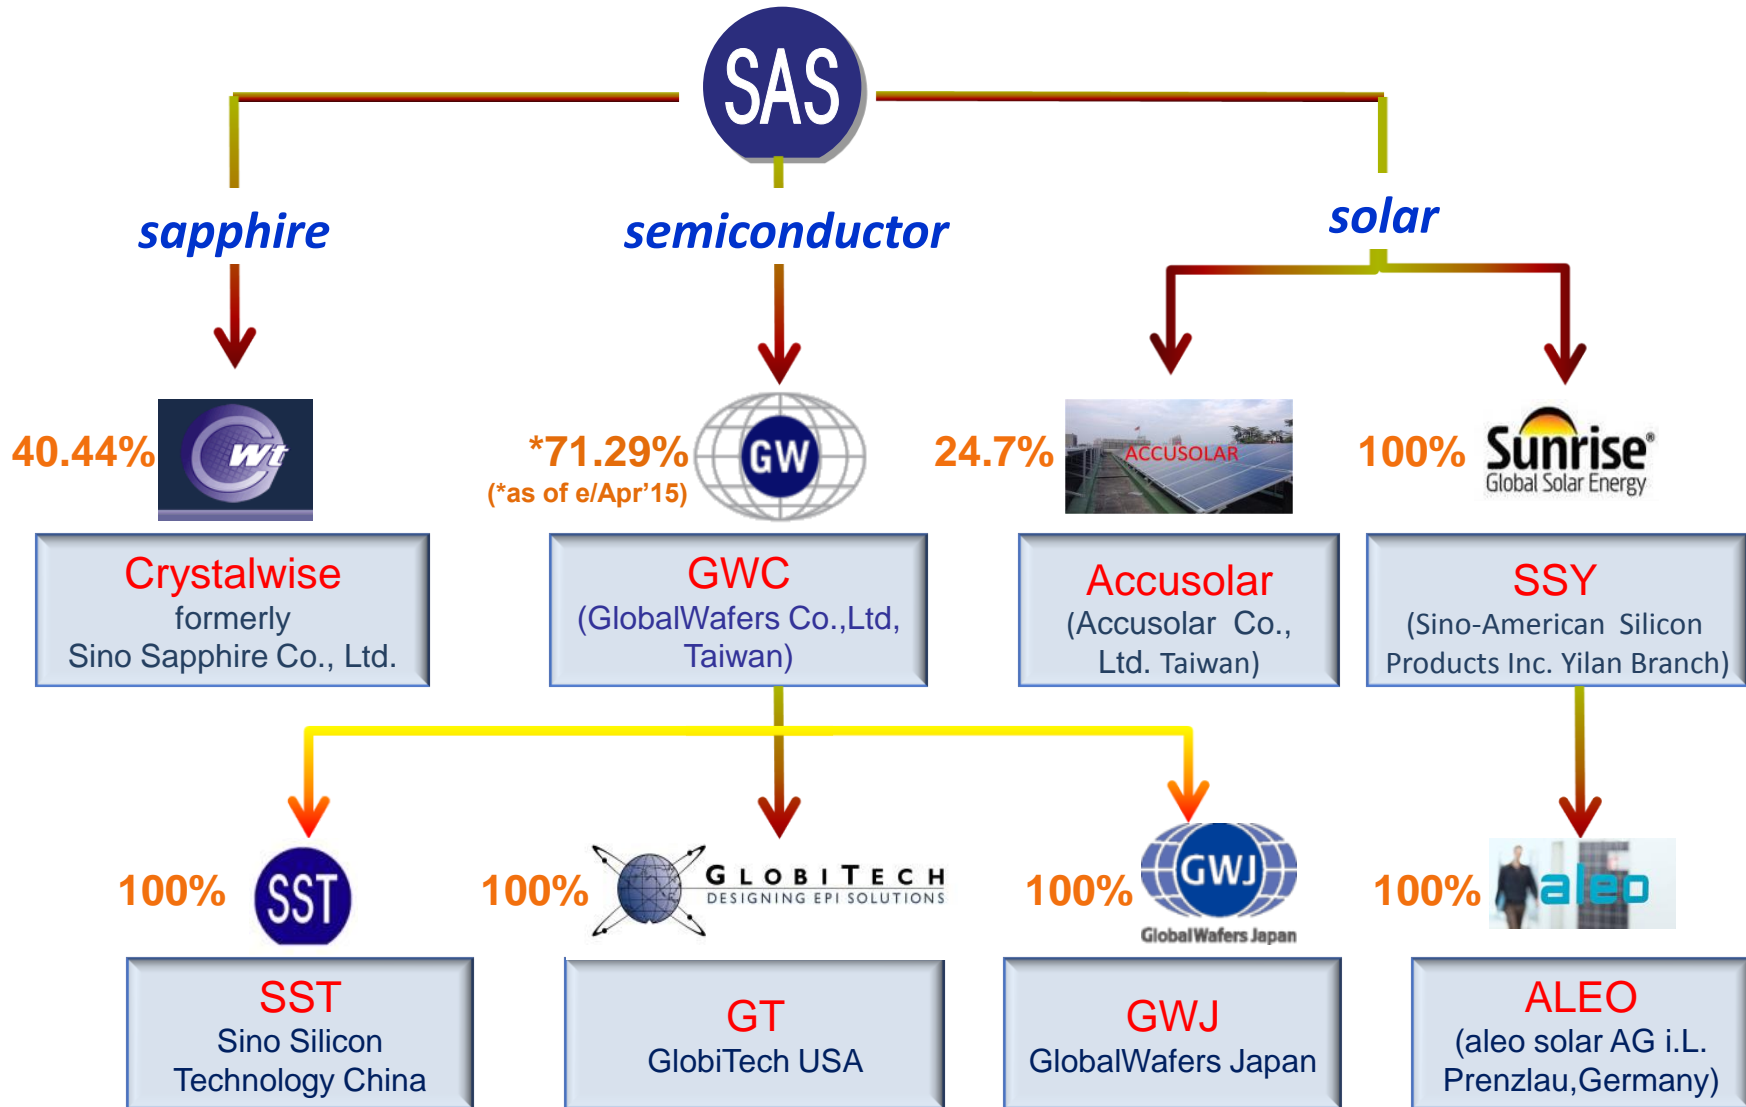 SAS
sapphire
semiconductor
solar
40.44%
Wt
*71.29%
(*as of e/Apr'15)
GW
24.7%
ACCUSOLAR
100%
Sunrise®
Global Solar Energy
Crystalwise
formerly
Sino Sapphire Co., Ltd.
GWC
(GlobalWafers Co.,Ltd,
Taiwan)
Accusolar
(Accusolar Co.,
Ltd. Taiwan)
SSY
(Sino-American Silicon
Products Inc. Yilan Branch)
100%
SST
100%
GLOBITECH
DESIGNING EPI SOLUTIONS
100%
GWJ
GlobalWafers Japan
100%
aleo
SST
Sino Silicon
Technology China
GT
GlobiTech USA
GWJ
GlobalWafers Japan
ALEO
(aleo solar AG i.L.
Prenzlau,Germany)